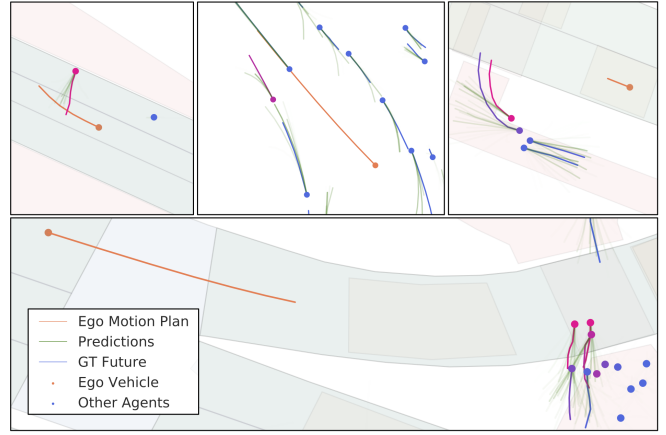 Ego Motion Plan
Predictions
GT Future
Ego Vehicle
Other Agents